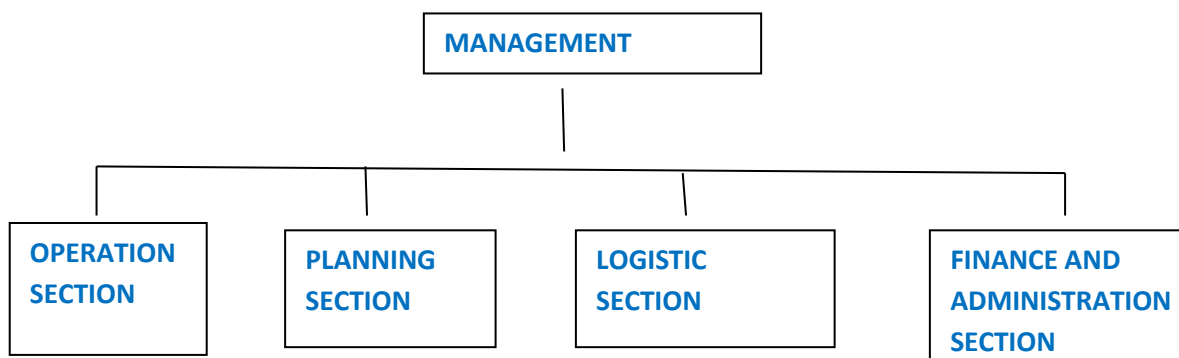 MANAGEMENT
OPERATION
SECTION
PLANNING
SECTION
LOGISTIC
SECTION
FINANCE AND
ADMINISTRATION
SECTION